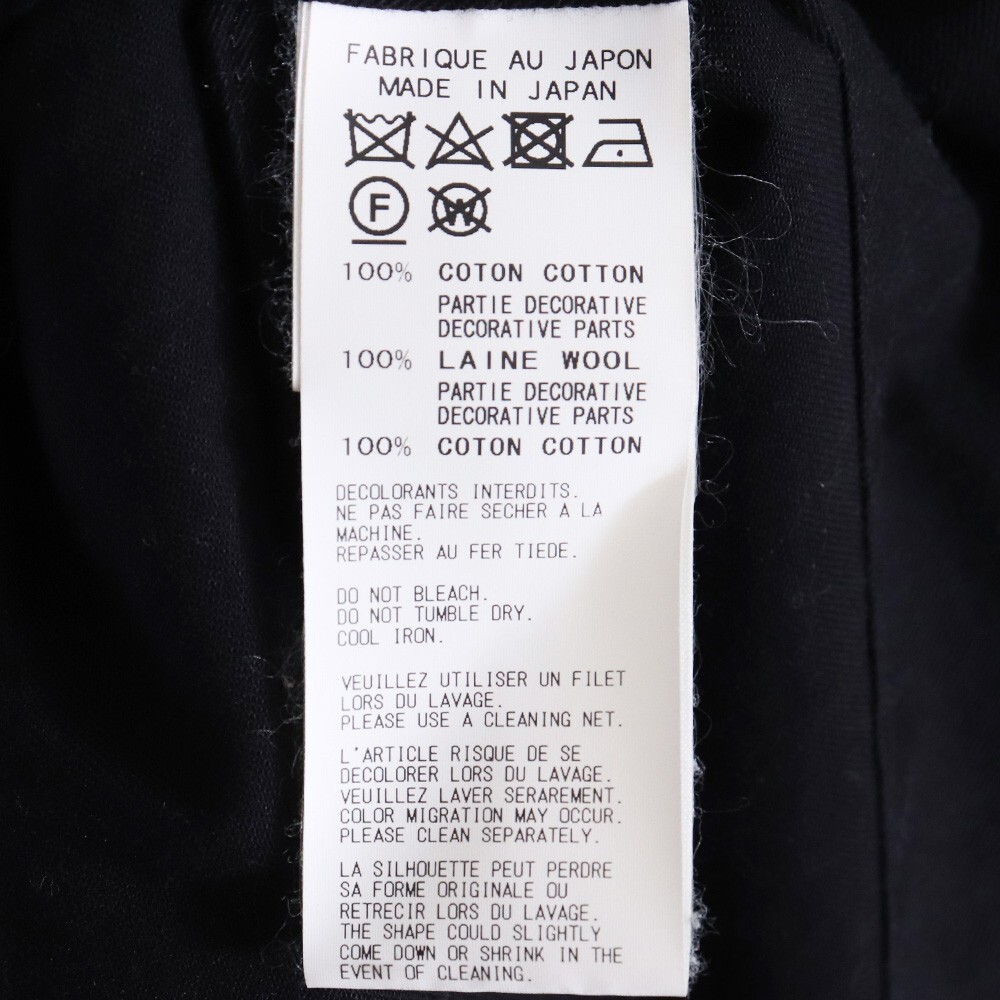 FABRIQUE AU JAPON
MADE IN JAPAN
F
W
100% COTON COTTON
PARTIE DECORATIVE
DECORATIVE PARTS
100% LAINE WOOL
PARTIE DECORATIVE
DECORATIVE PARTS
100% COTON COTTON
DECOLORANTS INTERDITS.
NE PAS FAIRE SECHER A LA
MACHINE.
REPASSER AU FER TIEDE.
DO NOT BLEACH.
DO NOT TUMBLE DRY.
COOL IRON.
VEUILLEZ UTILISER UN FILET
LORS DU LAVAGE.
PLEASE USE A CLEANING NET.
L'ARTICLE RISQUE DE SE
DECOLORER LORS DU LAVAGE.
VEUILLEZ LAVER SERAREMENT.
COLOR MIGRATION MAY OCCUR.
PLEASE CLEAN SEPARATELY.
LA SILHOUETTE PEUT PERDRE
SA FORME ORIGINALE OU
RETRECIR LORS DU LAVAGE.
THE SHAPE COULD SLIGHTLY
COME DOWN OR SHRINK IN THE
EVENT OF CLEANING.